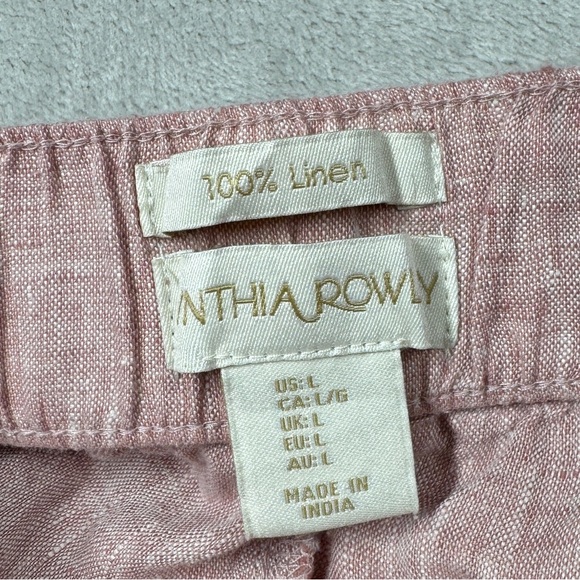 100% Linen
NTHIA ROWLY
US: L
CA: L/G
UK: L
EU: L
AU: L
MADE IN
INDIA